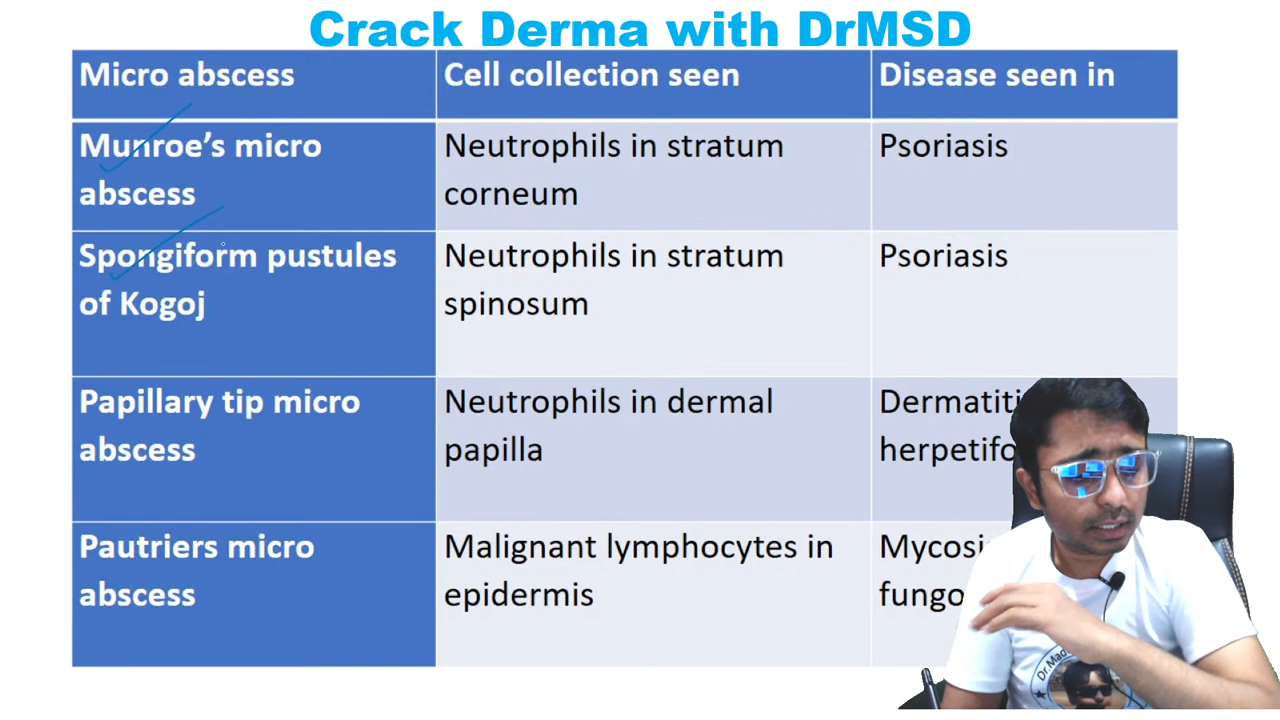 Crack Derma with DrMSD
Micro abscess
Cell collection seen
Disease seen in
Munroe's micro
abscess
Neutrophils in stratum
corneum
Psoriasis
Spongiform pustules
of Kogoj
Neutrophils in stratum
spinosum
Psoriasis
Papillary tip micro
abscess
Neutrophils in dermal
papilla
Pautriers micro
abscess
Malignant lymphocytes in
epidermis